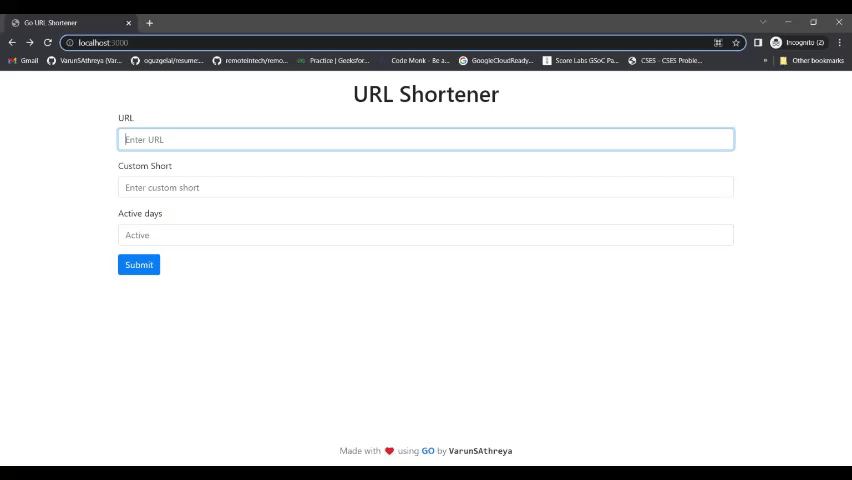 Go URL Shortener
localhost:3000
Incognito (2)
Gmail
VarunSAthreya (Var...
oguzgelal/resume:...
remoteintech/remo...
Practice | Geeksfor...
Code Monk - Be a...
GoogleCloudReady...
Score Labs GSoC Pa...
CSES - CSES Proble...
»
Other bookmarks
URL Shortener
URL
Enter URL
Custom Short
Enter custom short
Active days
Active
Submit
Made with ❤ using GO by VarunSAthreya